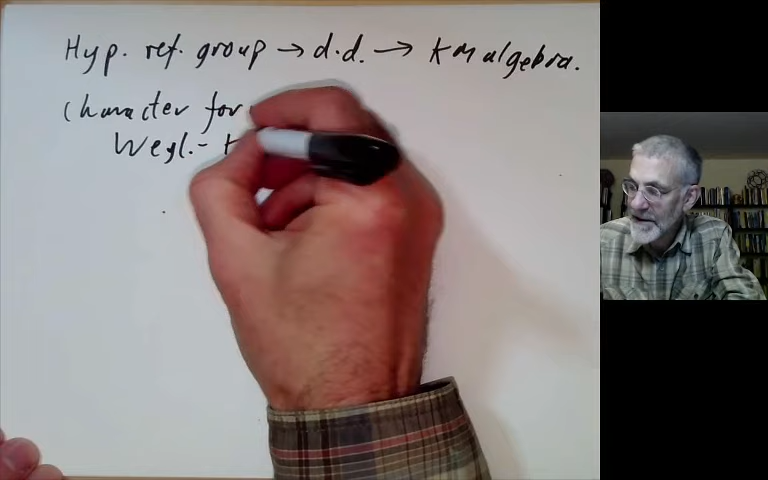 Hyp. ref. group → d.d. → KM algebra.
Character for
Weyl.-